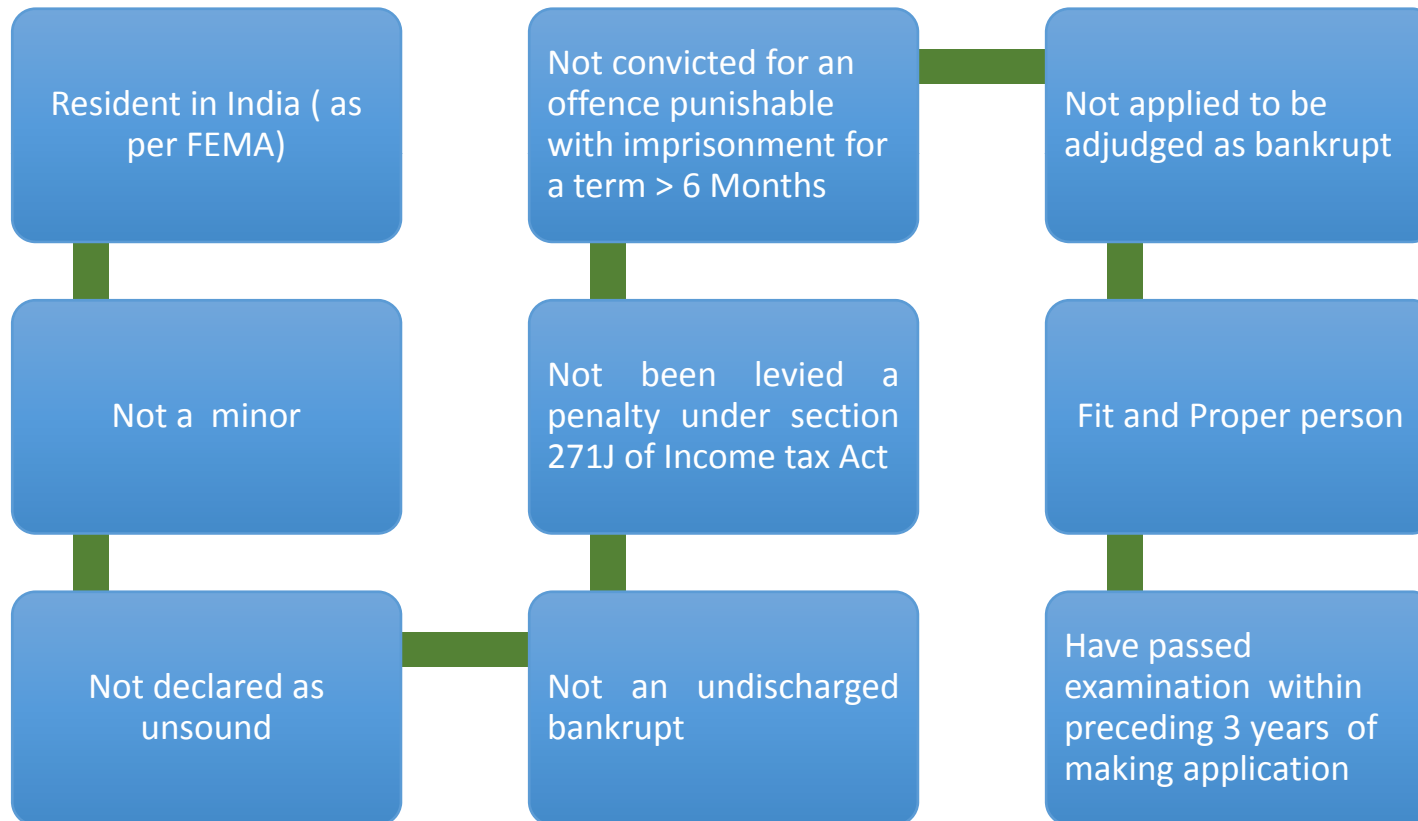 Resident in India ( as
per FEMA)
Not a minor
Not declared as
unsound
Not an undischarged
bankrupt
Not been levied a
penalty under section
271J of Income tax Act
Not convicted for an
offence punishable
with imprisonment for
a term > 6 Months
Not applied to be
adjudged as bankrupt
Fit and Proper person
Have passed
examination within
preceding 3 years of
making application